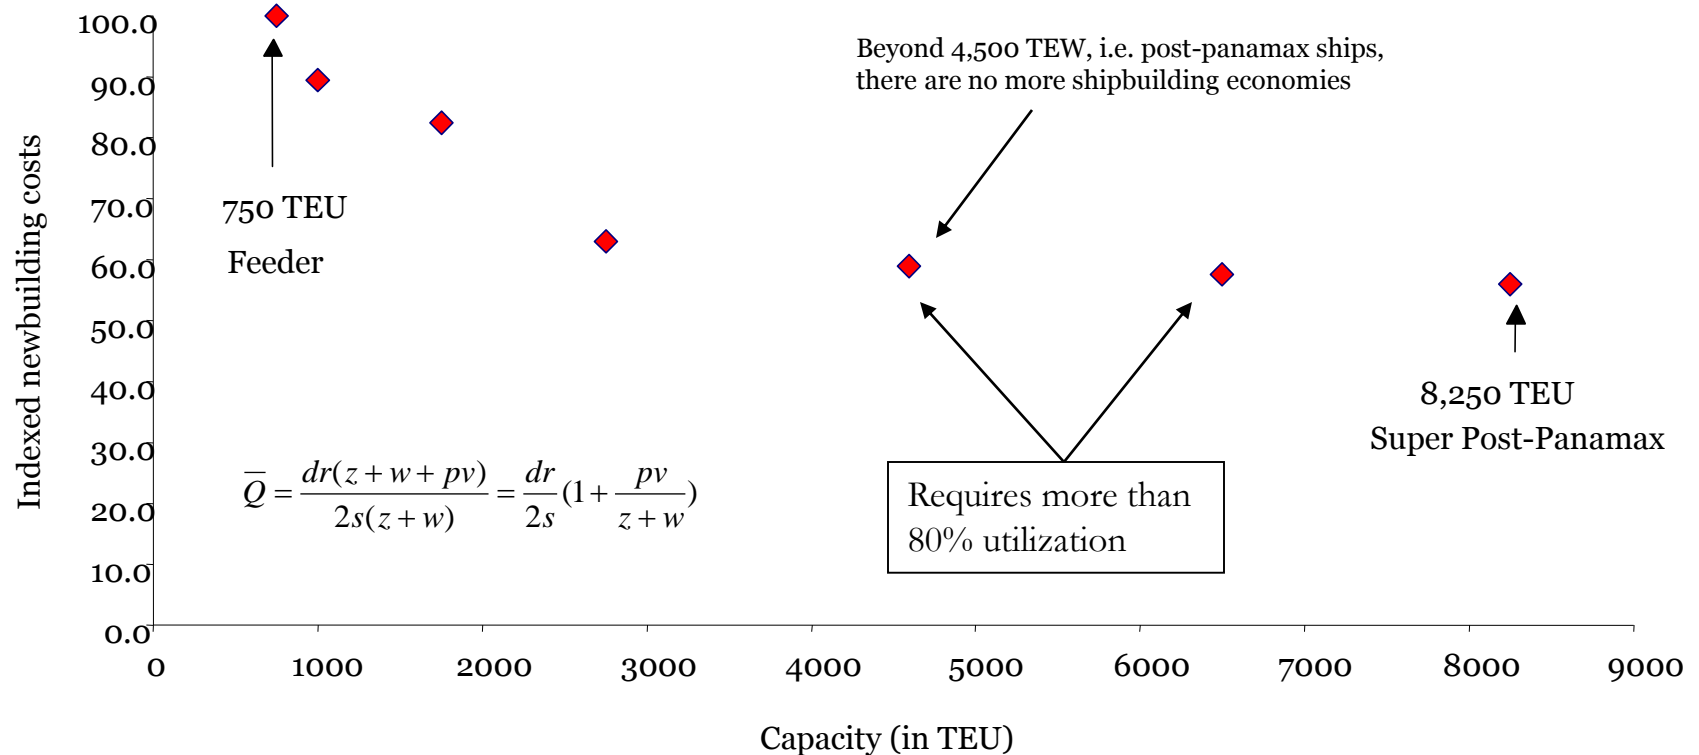 100.0
90.0
80.0
70.0
60.0
50.0
40.0
30.0
20.0
10.0
0.0
Indexed newbuilding costs
750 TEU
Feeder
Beyond 4,500 TEW, i.e. post-panamax ships,
there are no more shipbuilding economies
8,250 TEU
Super Post-Panamax
Requires more than
80% utilization
Q̅ = dr(z + w + pv) / 2s(z + w) = dr / 2s (1 + pv / z + w)
0 1000 2000 3000 4000 5000 6000 7000 8000 9000
Capacity (in TEU)